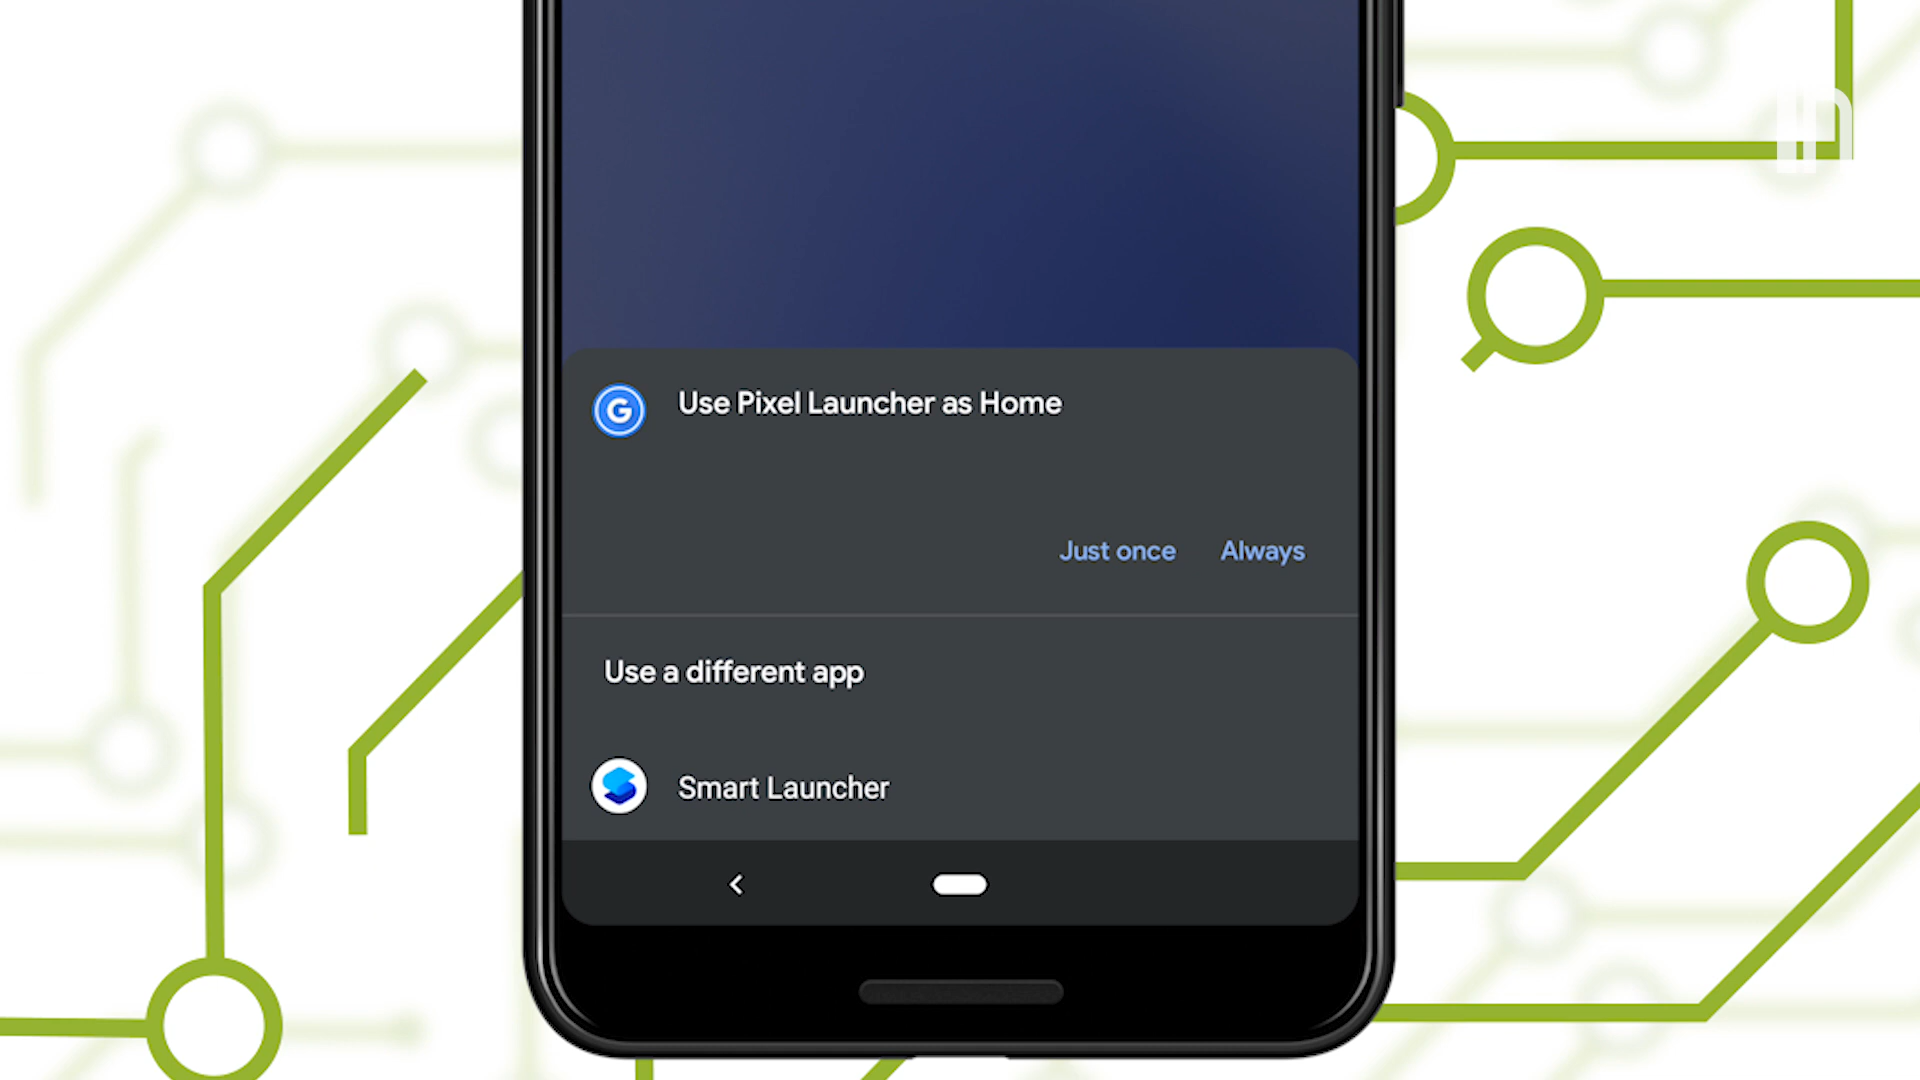 Use Pixel Launcher as Home
Just once Always
Use a different app
Smart Launcher